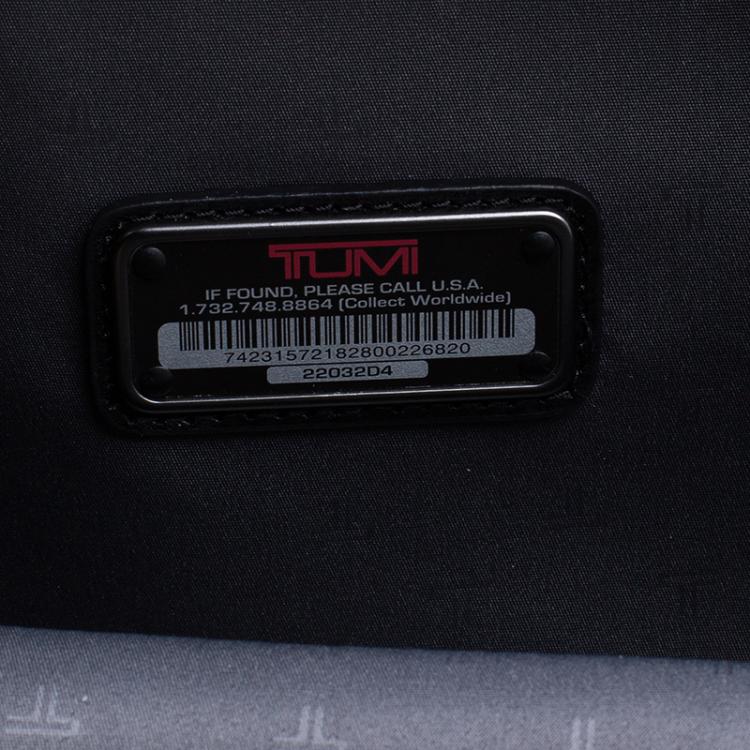 TUMI
IF FOUND, PLEASE CALL U.S.A.
1.732.748.8864 (Collect Worldwide)
74231572182800226820
22032D4